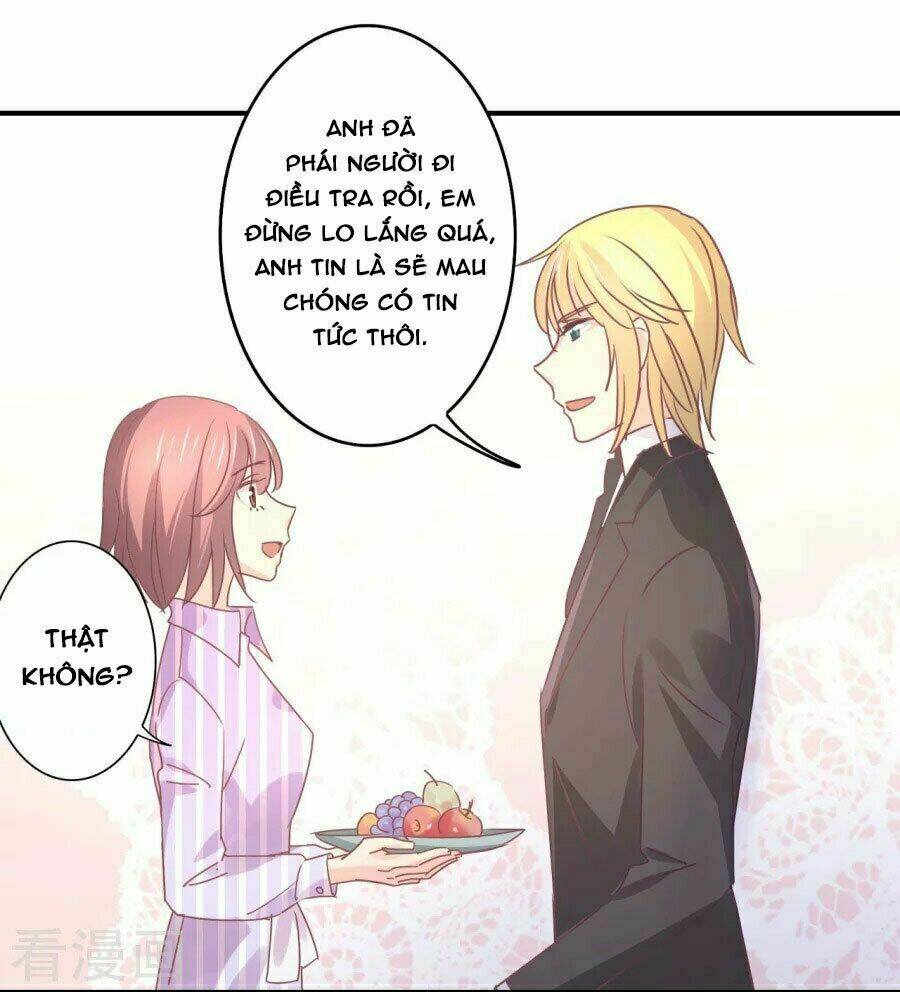 ANH ĐÃ
PHÁI NGƯỜI ĐI
ĐIỀU TRA RỒI, EM
ĐỪNG LO LẮNG QUÁ,
ANH TIN LÀ SẼ MAU
CHÓNG CÓ TIN
TỨC THÔI.
THẬT
KHÔNG?
看漫画